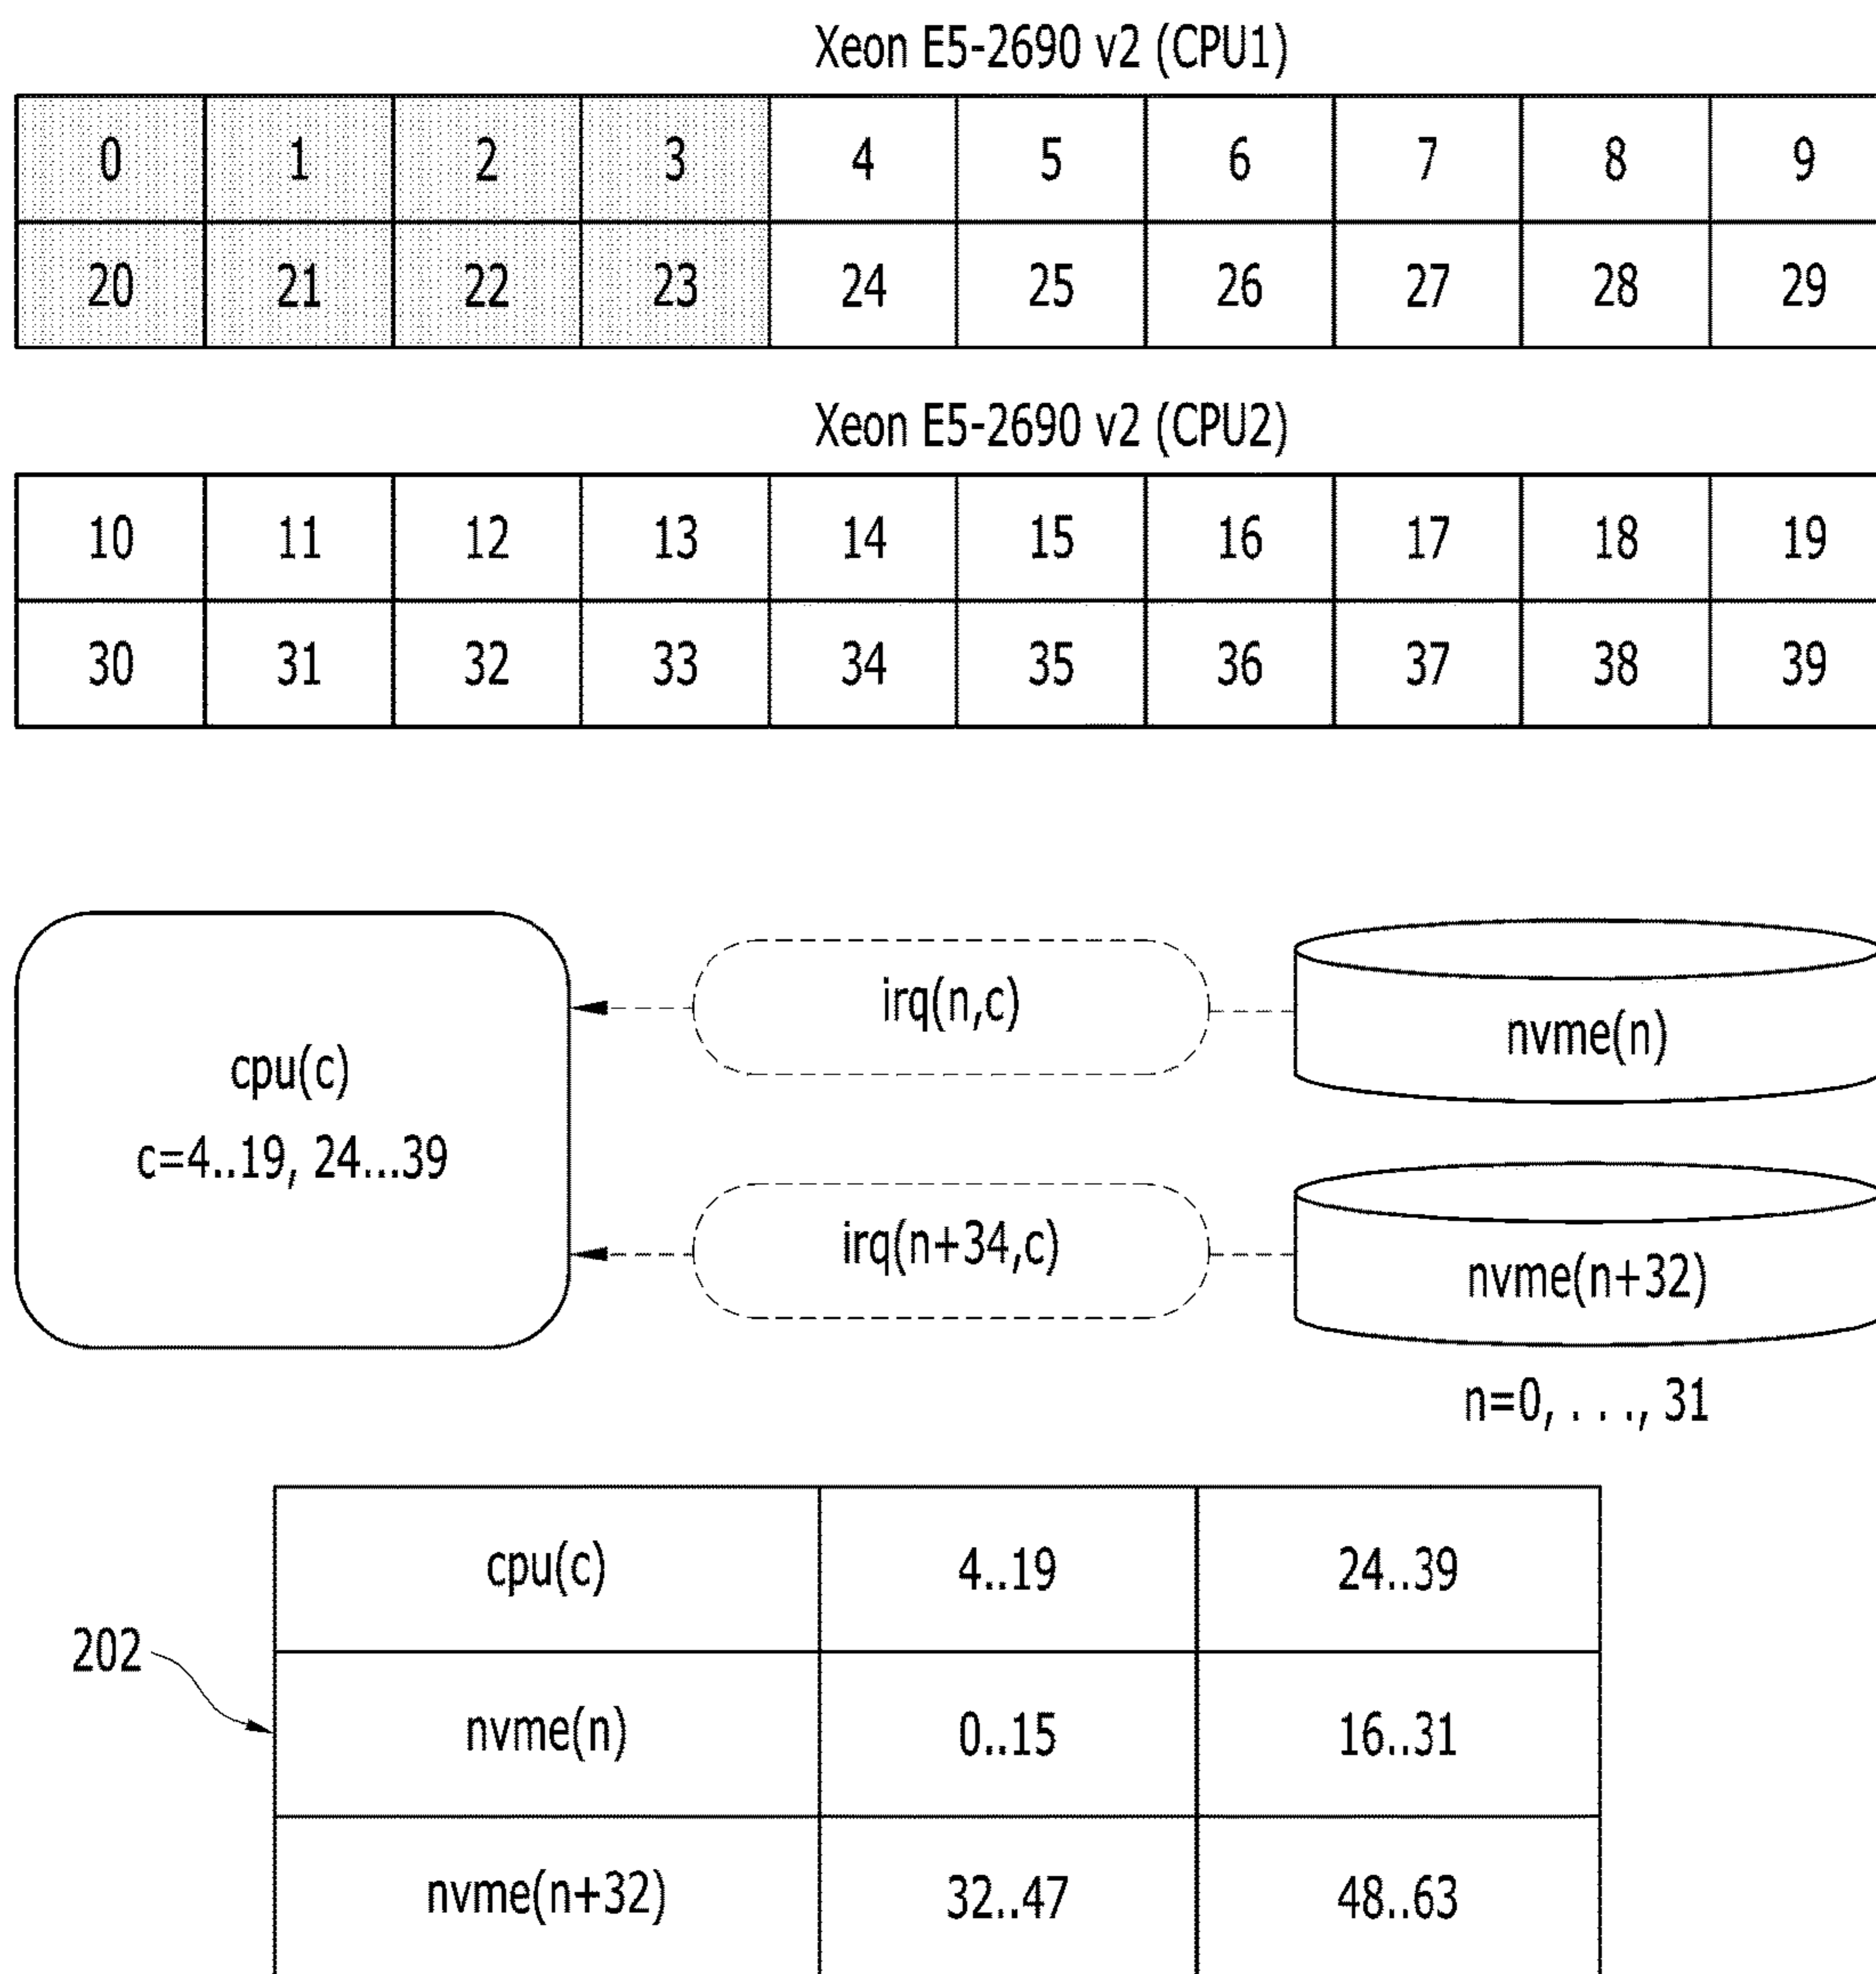 Xeon E5-2690 v2 (CPU1)
0 1 2 3 4 5 6 7 8 9
20 21 22 23 24 25 26 27 28 29
Xeon E5-2690 v2 (CPU2)
10 11 12 13 14 15 16 17 18 19
30 31 32 33 34 35 36 37 38 39
cpu(c)
c=4..19, 24...39
irq(n,c)
nvme(n)
irq(n+34,c)
nvme(n+32)
n=0, . . ., 31
cpu(c) 4..19 24..39
202
nvme(n) 0..15 16..31
nvme(n+32) 32..47 48..63